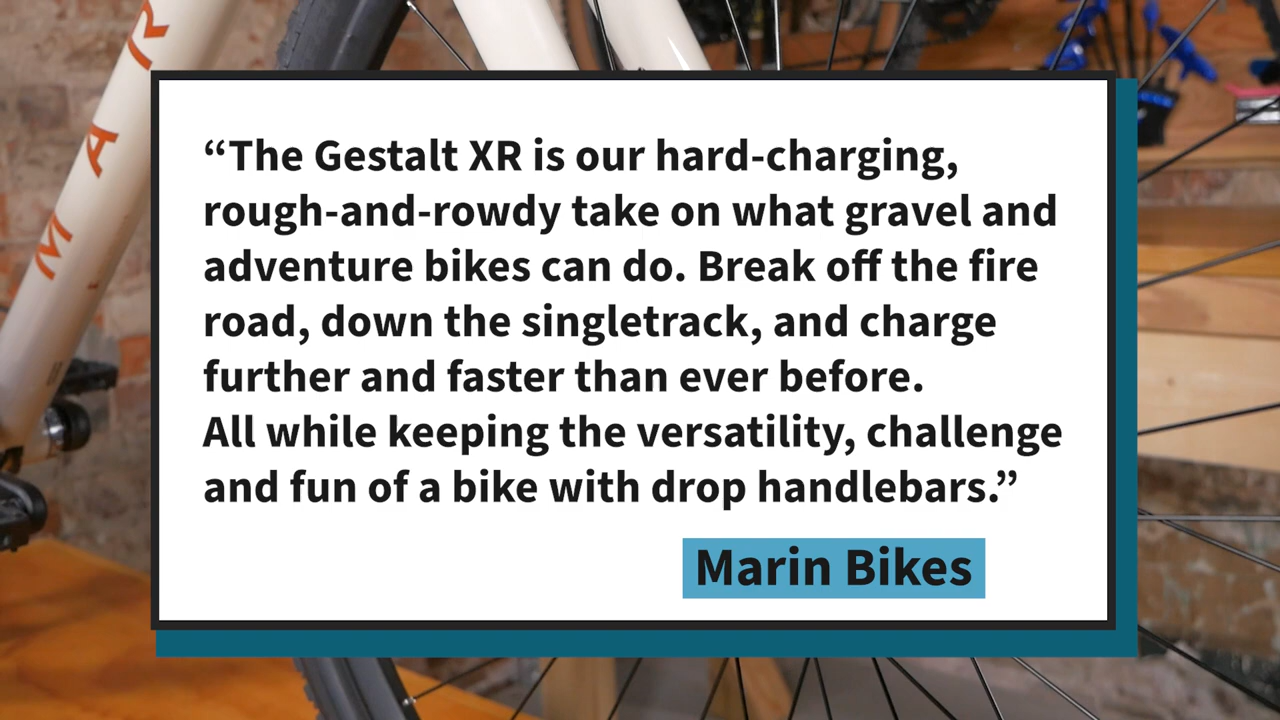 MAR
“The Gestalt XR is our hard-charging,
rough-and-rowdy take on what gravel and
adventure bikes can do. Break off the fire
road, down the singletrack, and charge
further and faster than ever before.
All while keeping the versatility, challenge
and fun of a bike with drop handlebars.”
Marin Bikes